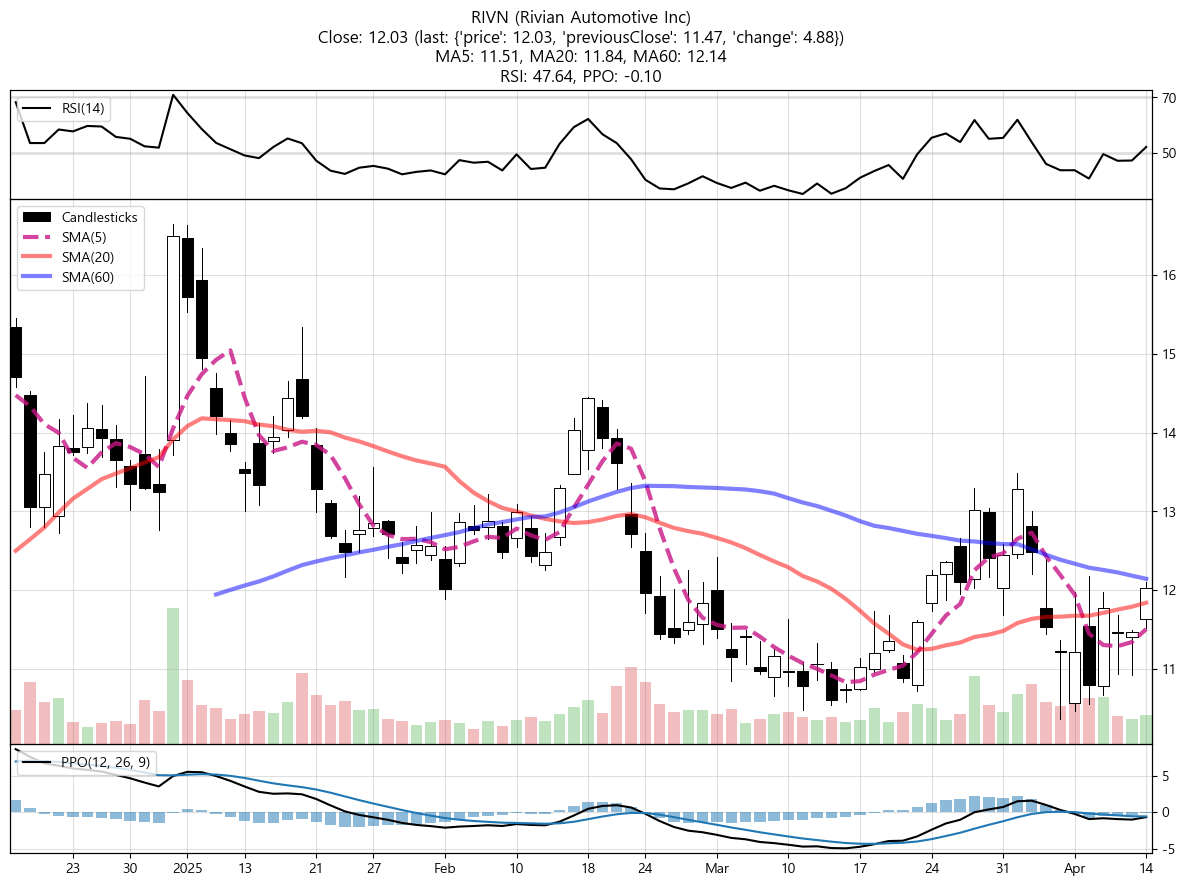 RIVN (Rivian Automotive Inc)
Close: 12.03 (last: {'price': 12.03, 'previousClose': 11.47, 'change': 4.88})
MA5: 11.51, MA20: 11.84, MA60: 12.14
RSI: 47.64, PPO: -0.10
RSI(14)
70
50
Candlesticks
SMA(5)
SMA(20)
SMA(60)
16
15
14
13
12
11
PPO(12, 26, 9)
5
0
-5
23 30 2025 13 21 27 Feb 10 18 24 Mar 10 17 24 31 Apr 14